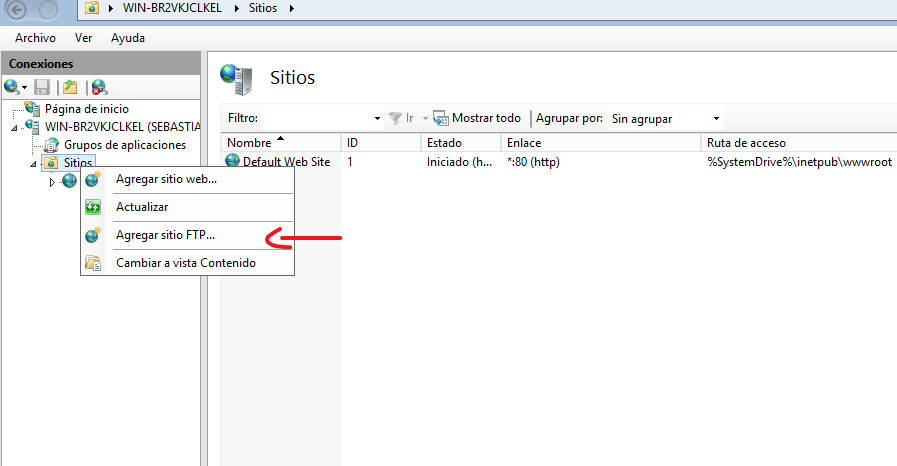 WIN-BR2VKJCLKEL Sitios
Archivo Ver Ayuda
Conexiones
Página de inicio
WIN-BR2VKJCLKEL (SEBASTIA
Grupos de aplicaciones
Sitios
Agregar sitio web...
Actualizar
Agregar sitio FTP...
Cambiar a vista Contenido
Sitios
Filtro: Ir Mostrar todo Agrupar por: Sin agrupar
Nombre ID Estado Enlace Ruta de acceso
Default Web Site 1 Iniciado (h... *:80 (http) %SystemDrive%\inetpub\wwwroot